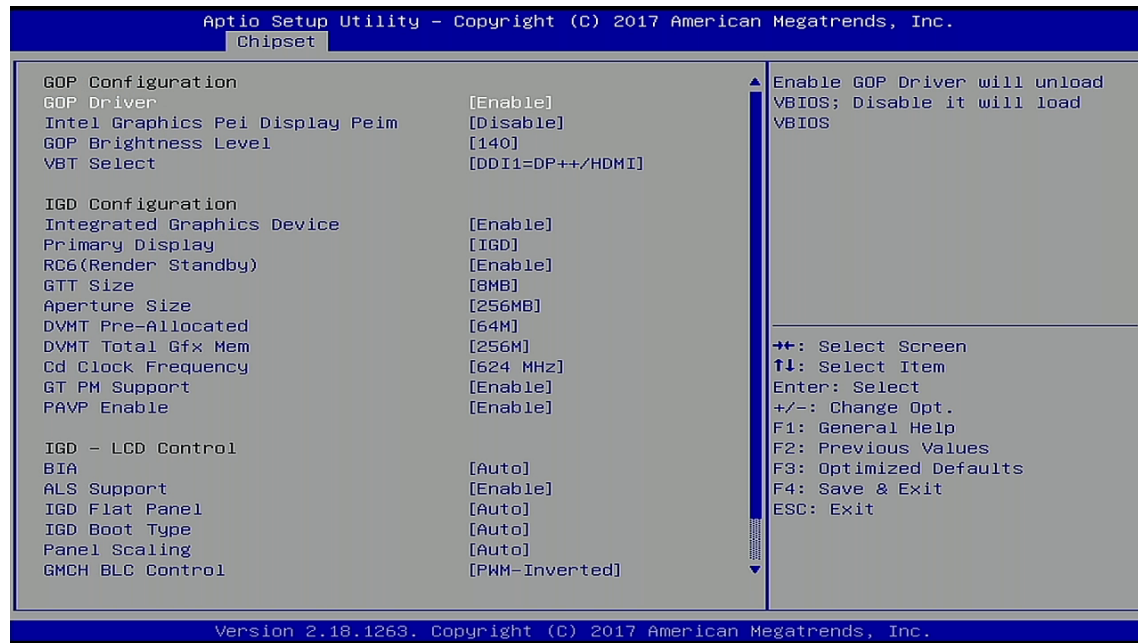 Aptio Setup Utility – Copyright (C) 2017 American Megatrends, Inc.
Chipset
GOP Configuration
GOP Driver [Enable]
Intel Graphics Pei Display Peim [Disable]
GOP Brightness Level [140]
VBT Select [DDI1=DP++/HDMI]
IGD Configuration
Integrated Graphics Device [Enable]
Primary Display [IGD]
RC6(Render Standby) [Enable]
GTT Size [8MB]
Aperture Size [256MB]
DVMT Pre-Allocated [64M]
DVMT Total Gfx Mem [256M]
Cd Clock Frequency [624 MHz]
GT PM Support [Enable]
PAVP Enable [Enable]
IGD – LCD Control
BIA [Auto]
ALS Support [Enable]
IGD Flat Panel [Auto]
IGD Boot Type [Auto]
Panel Scaling [Auto]
GMCH BLC Control [PWM-Inverted]
Enable GOP Driver will unload
VBIOS; Disable it will load
VBIOS
→←: Select Screen
↑↓: Select Item
Enter: Select
+/-: Change Opt.
F1: General Help
F2: Previous Values
F3: Optimized Defaults
F4: Save & Exit
ESC: Exit
Version 2.18.1263. Copyright (C) 2017 American Megatrends, Inc.